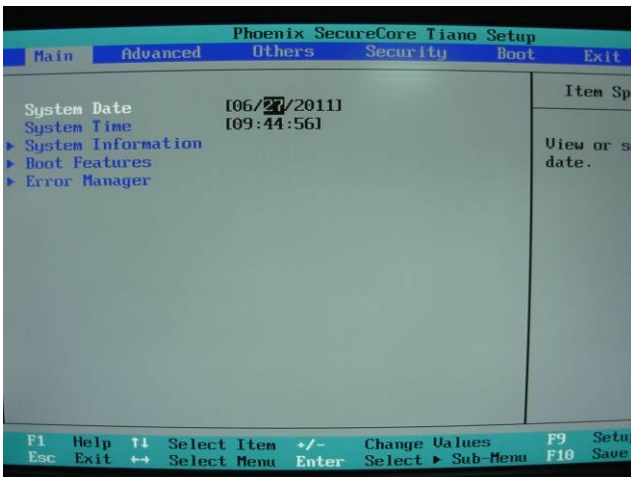 Phoenix SecureCore Tiano Setup
Main Advanced Others Security Boot Exit
Item Sp
System Date [06/27/2011]
System Time [09:44:56]
▶ System Information
▶ Boot Features
▶ Error Manager
View or s
date.
F1 Help ↑↓ Select Item +/- Change Values F9 Setu
Esc Exit ↔ Select Menu Enter Select ▶ Sub-Menu F10 Save